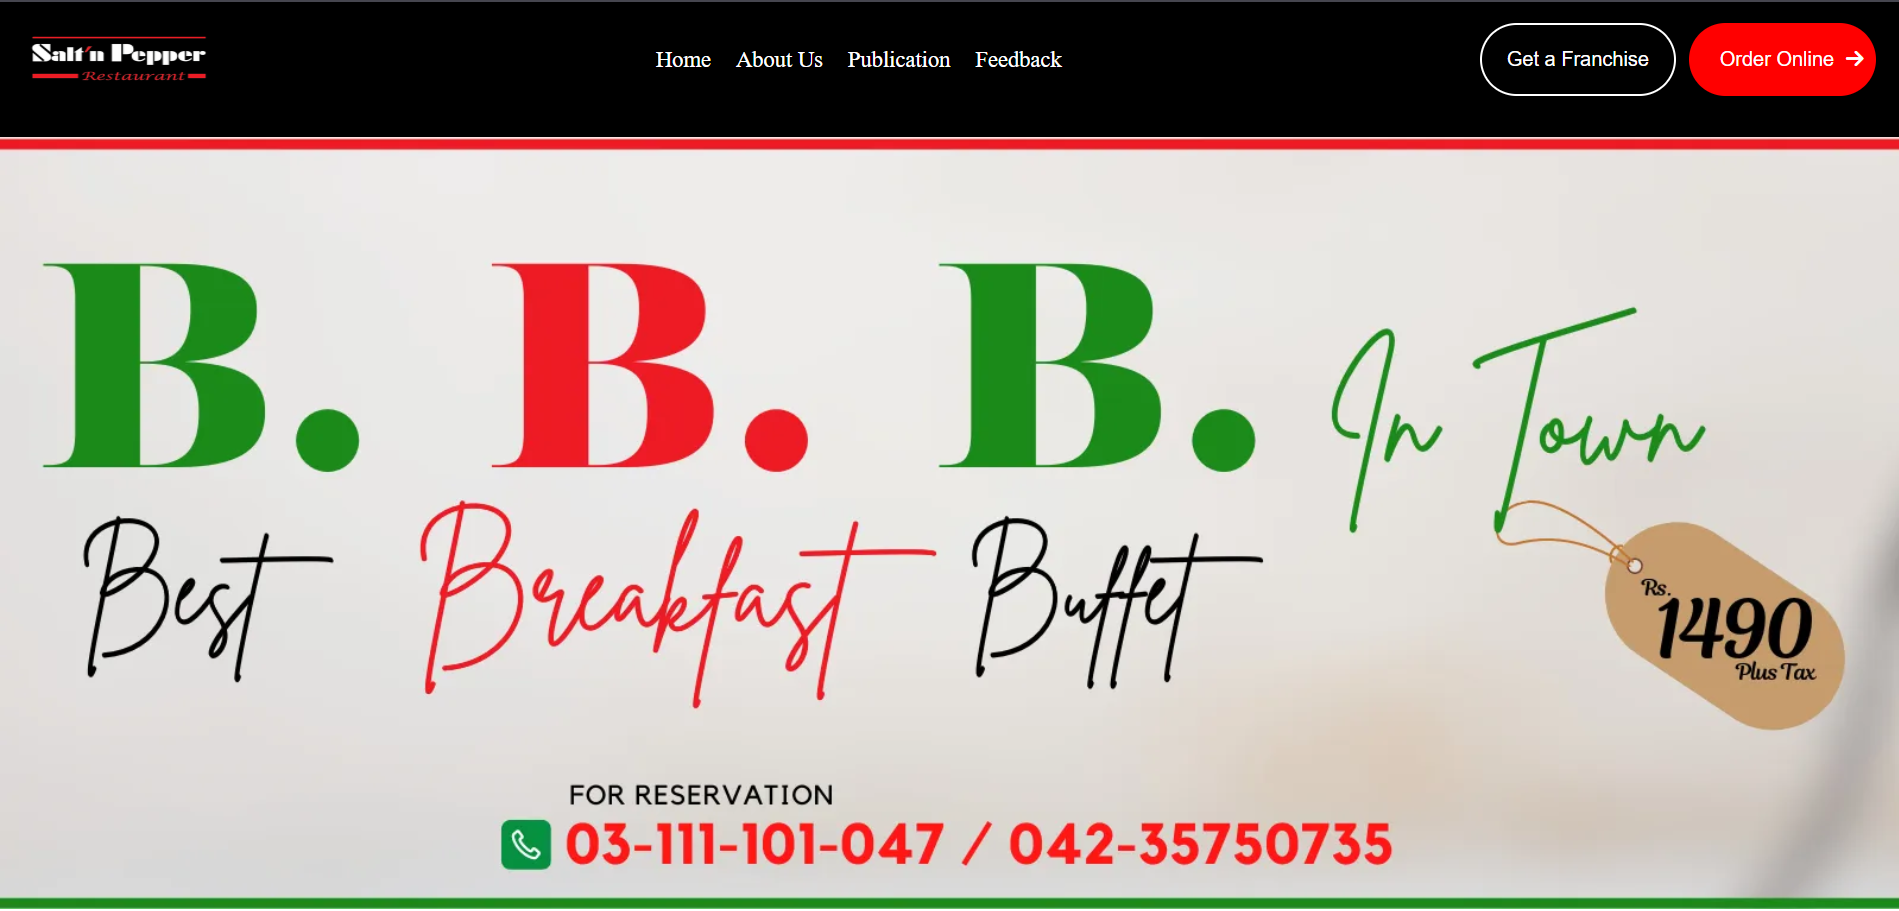 Salt'n Pepper
Restaurant
Home About Us Publication Feedback
Get a Franchise
Order Online
B. B. B. In Town
Best Breakfast Buffet
Rs.
1490
Plus Tax
FOR RESERVATION
03-111-101-047 / 042-35750735